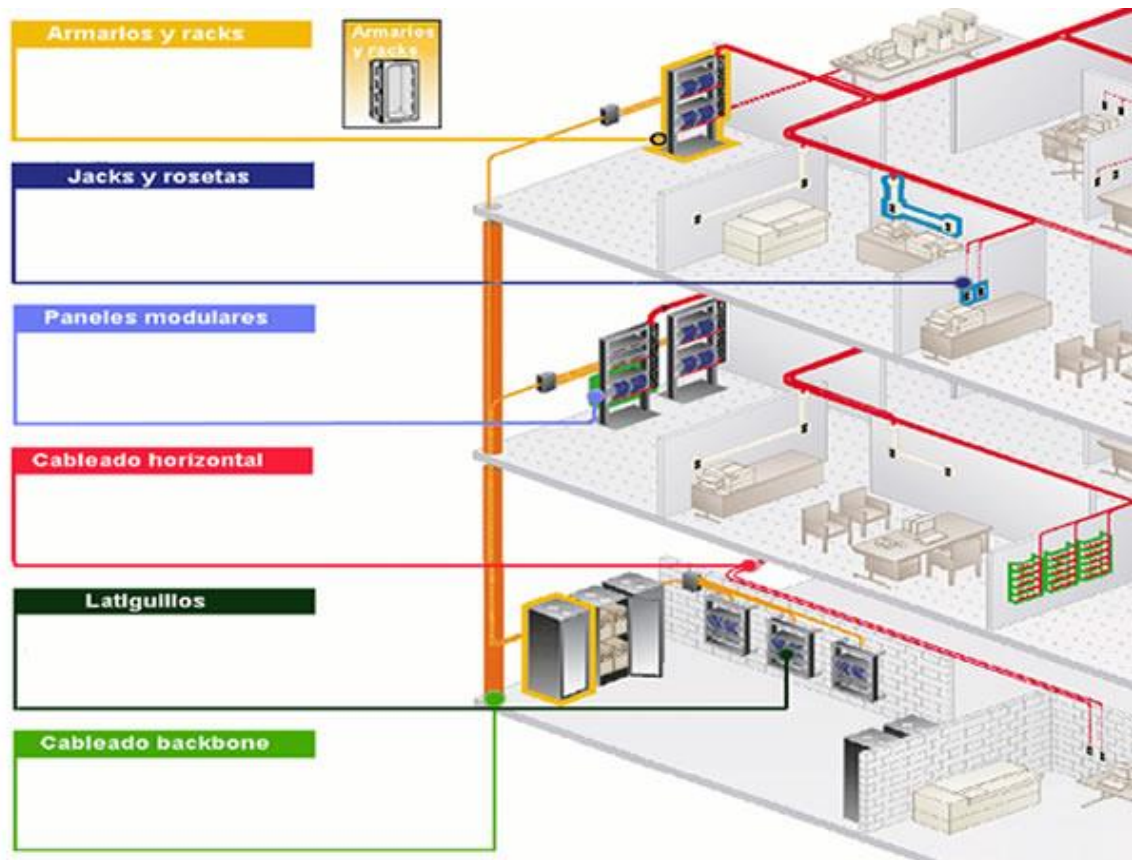 Armarios y racks
Armarios
y racks
Jacks y rosetas
Paneles modulares
Cableado horizontal
Latiguillos
Cableado backbone